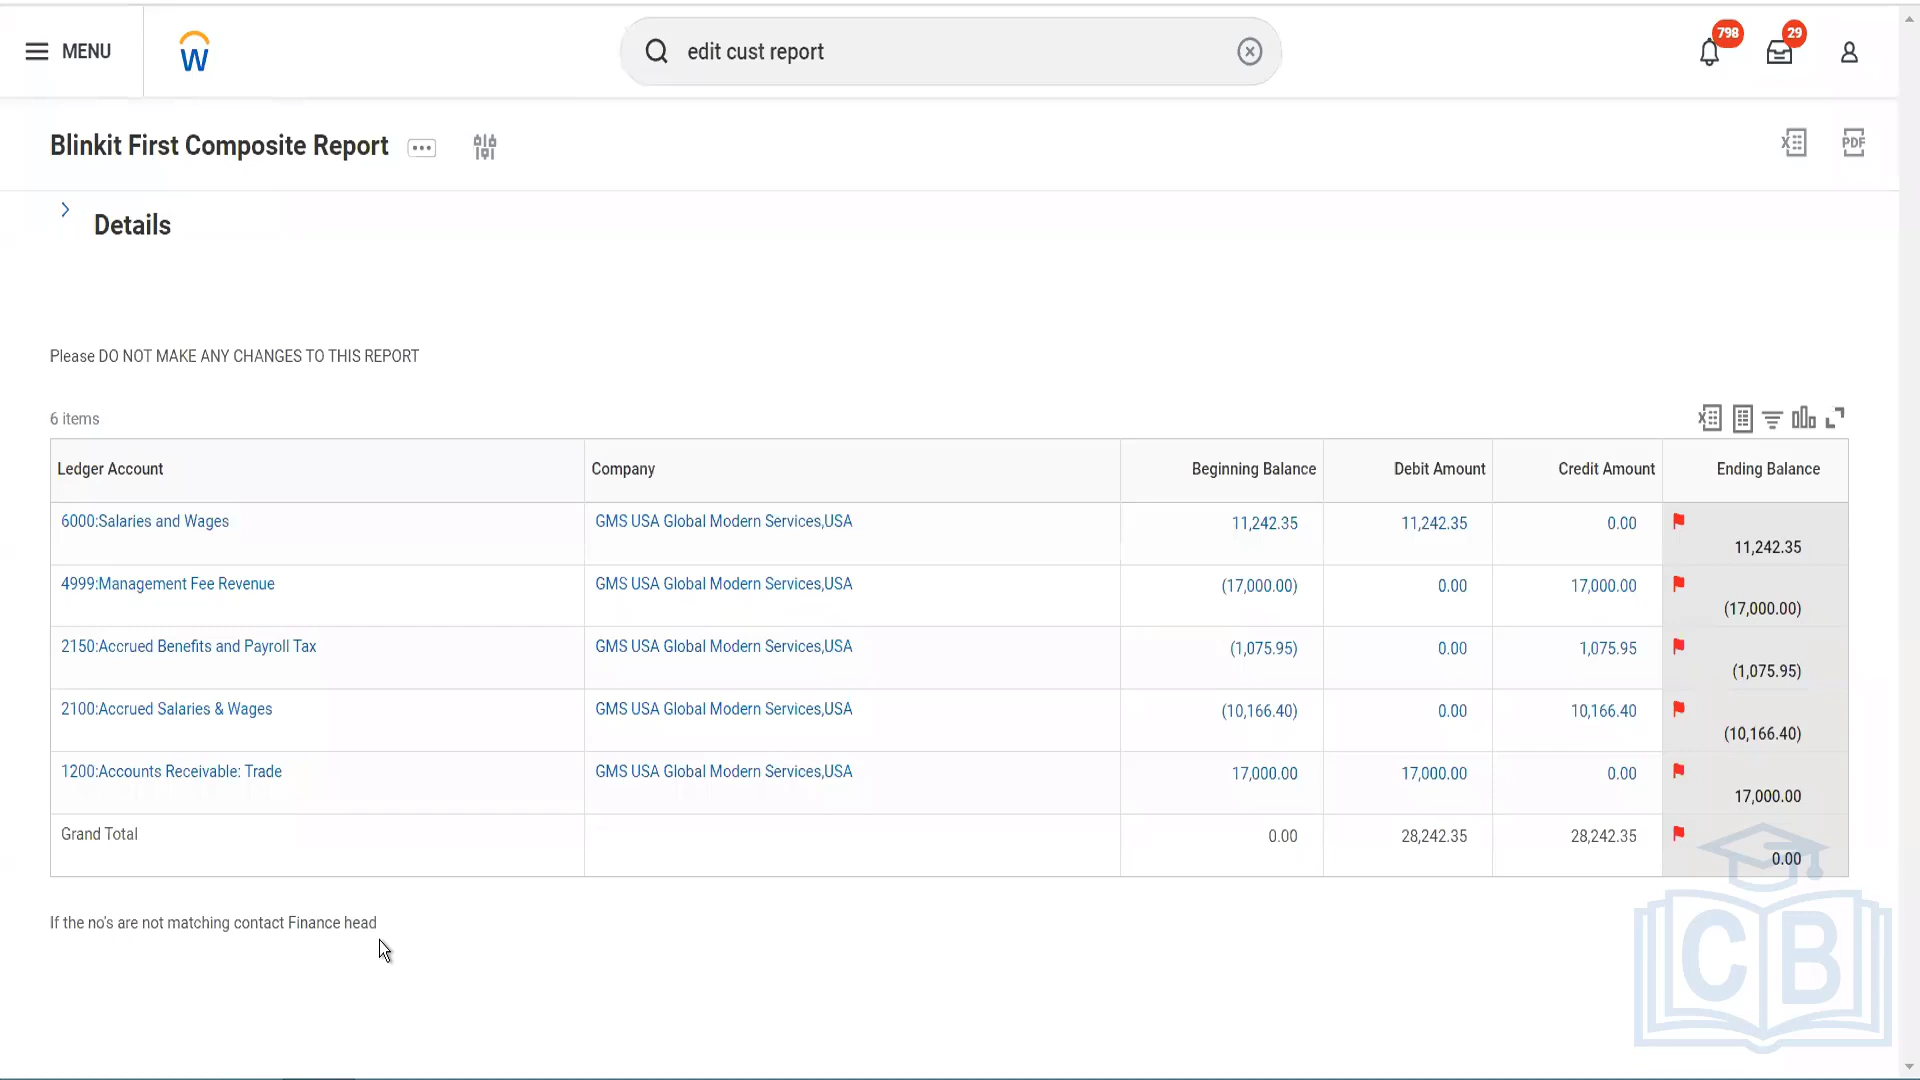 MENU
W
edit cust report
798
29
Blinkit First Composite Report
X
PDF
Details
Please DO NOT MAKE ANY CHANGES TO THIS REPORT
6 items
X
Ledger Account Company Beginning Balance Debit Amount Credit Amount Ending Balance
6000:Salaries and Wages GMS USA Global Modern Services,USA 11,242.35 11,242.35 0.00 11,242.35
4999:Management Fee Revenue GMS USA Global Modern Services,USA (17,000.00) 0.00 17,000.00 (17,000.00)
2150:Accrued Benefits and Payroll Tax GMS USA Global Modern Services,USA (1,075.95) 0.00 1,075.95 (1,075.95)
2100:Accrued Salaries & Wages GMS USA Global Modern Services,USA (10,166.40) 0.00 10,166.40 (10,166.40)
1200:Accounts Receivable: Trade GMS USA Global Modern Services,USA 17,000.00 17,000.00 0.00 17,000.00
Grand Total 0.00 28,242.35 28,242.35 0.00
If the no's are not matching contact Finance head
CB